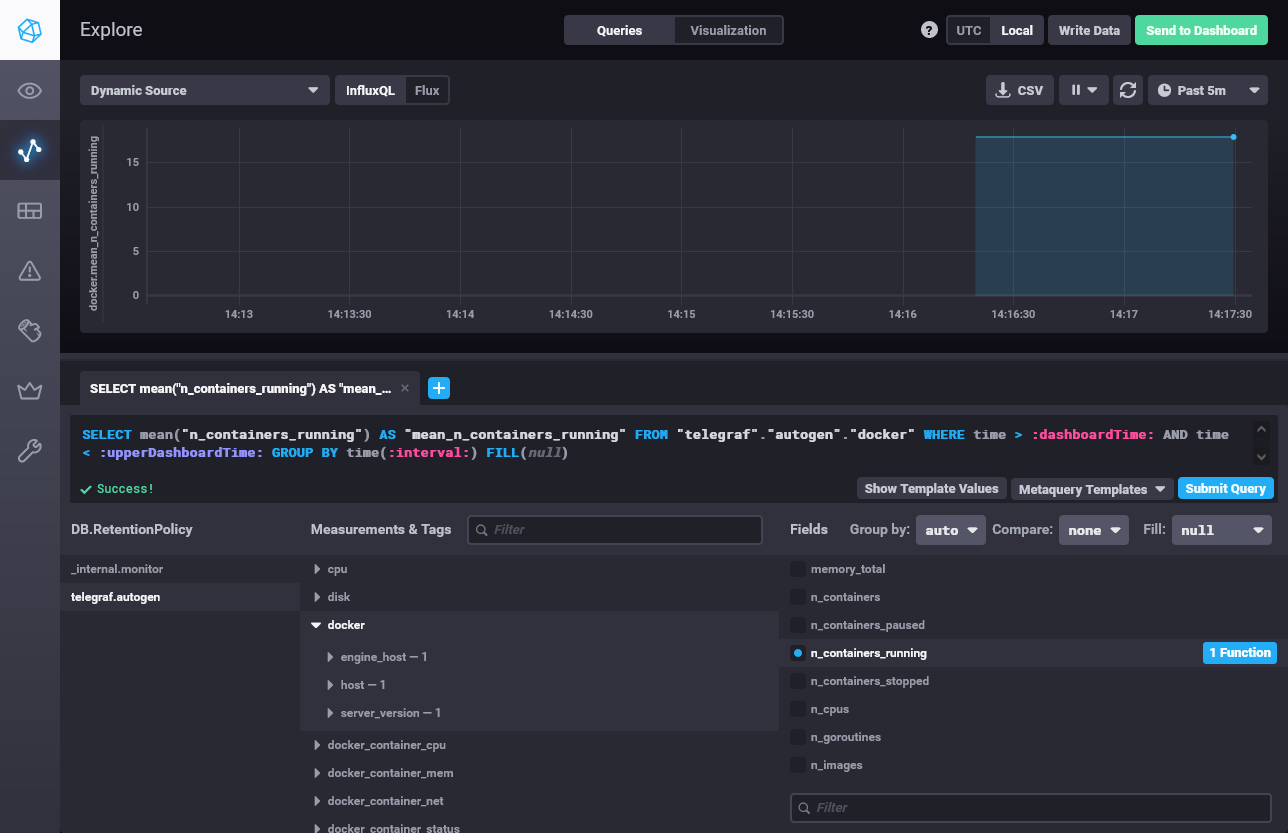 Explore
Queries
Visualization
?
UTC
Local
Write Data
Send to Dashboard
Dynamic Source
InfluxQL
Flux
CSV
Past 5m
docker.mean_n_containers_running
15
10
5
0
14:13
14:13:30
14:14
14:14:30
14:15
14:15:30
14:16
14:16:30
14:17
14:17:30
SELECT mean("n_containers_running") AS "mean_...
SELECT mean("n_containers_running") AS "mean_n_containers_running" FROM "telegraf"."autogen"."docker" WHERE time > :dashboardTime: AND time
< :upperDashboardTime: GROUP BY time(:interval:) FILL(null)
Success!
Show Template Values
Metaquery Templates
Submit Query
DB.RetentionPolicy
_internal.monitor
telegraf.autogen
Measurements & Tags
Filter
cpu
disk
docker
engine_host — 1
host — 1
server_version — 1
docker_container_cpu
docker_container_mem
docker_container_net
docker_container_status
Fields
Group by:
auto
Compare:
none
Fill:
null
memory_total
n_containers
n_containers_paused
n_containers_running
1 Function
n_containers_stopped
n_cpus
n_goroutines
n_images
Filter